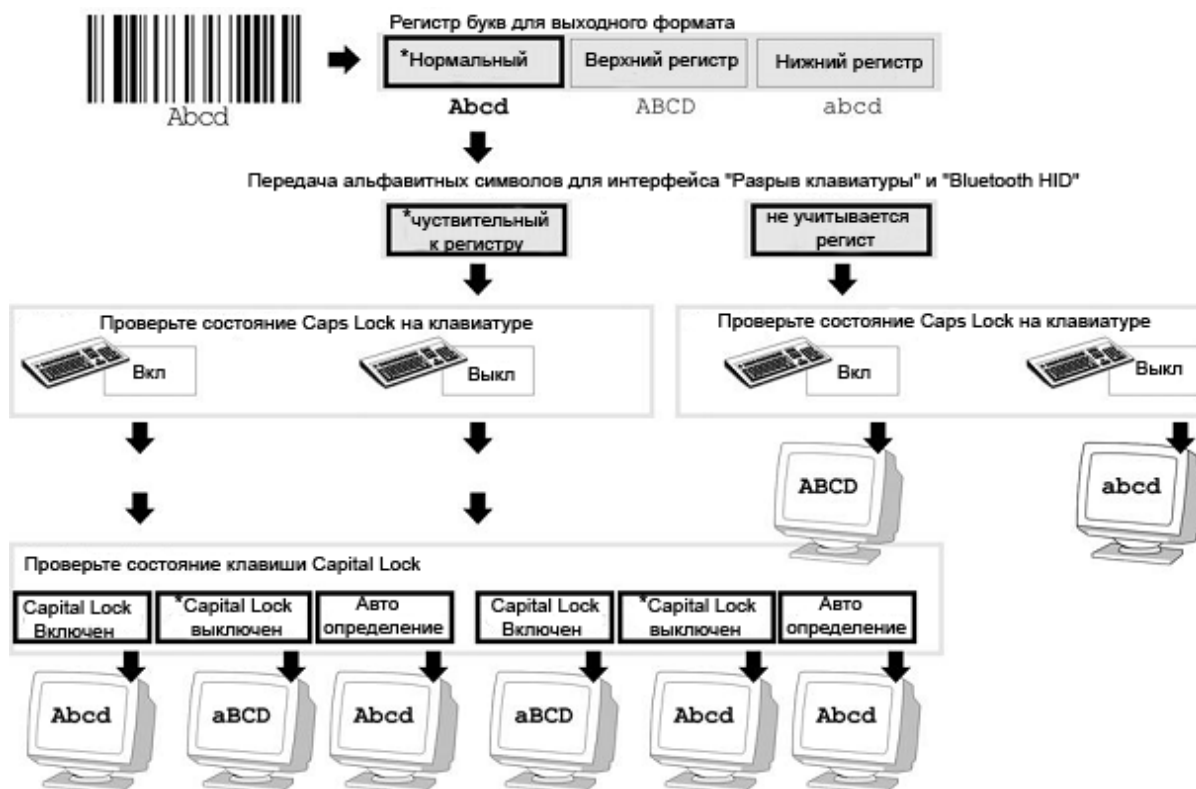 Регистр букв для выходного формата
*Нормальный
Верхний регистр
Нижний регистр
Abcd
Abcd
ABCD
abcd
Передача альфавитных символов для интерфейса "Разрыв клавиатуры" и "Bluetooth HID"
*чуствительный
к регистру
не учитывается
регист
Проверьте состояние Caps Lock на клавиатуре
Вкл
Выкл
Проверьте состояние Caps Lock на клавиатуре
Вкл
Выкл
ABCD
abcd
Проверьте состояние клавиши Capital Lock
Capital Lock
Включен
*Capital Lock
выключен
Авто
определение
Capital Lock
Включен
*Capital Lock
выключен
Авто
определение
Abcd
aBCD
Abcd
aBCD
Abcd
Abcd